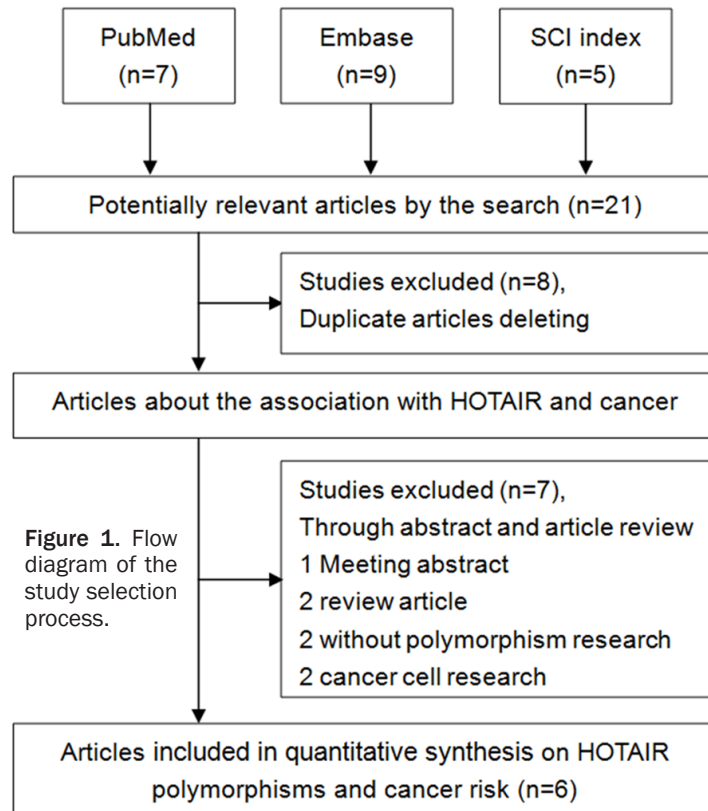 PubMed
(n=7)
Embase
(n=9)
SCI index
(n=5)
Potentially relevant articles by the search (n=21)
Studies excluded (n=8),
Duplicate articles deleting
Articles about the association with HOTAIR and cancer
Studies excluded (n=7),
Through abstract and article review
1 Meeting abstract
2 review article
2 without polymorphism research
2 cancer cell research
Figure 1. Flow
diagram of the
study selection
process.
Articles included in quantitative synthesis on HOTAIR
polymorphisms and cancer risk (n=6)